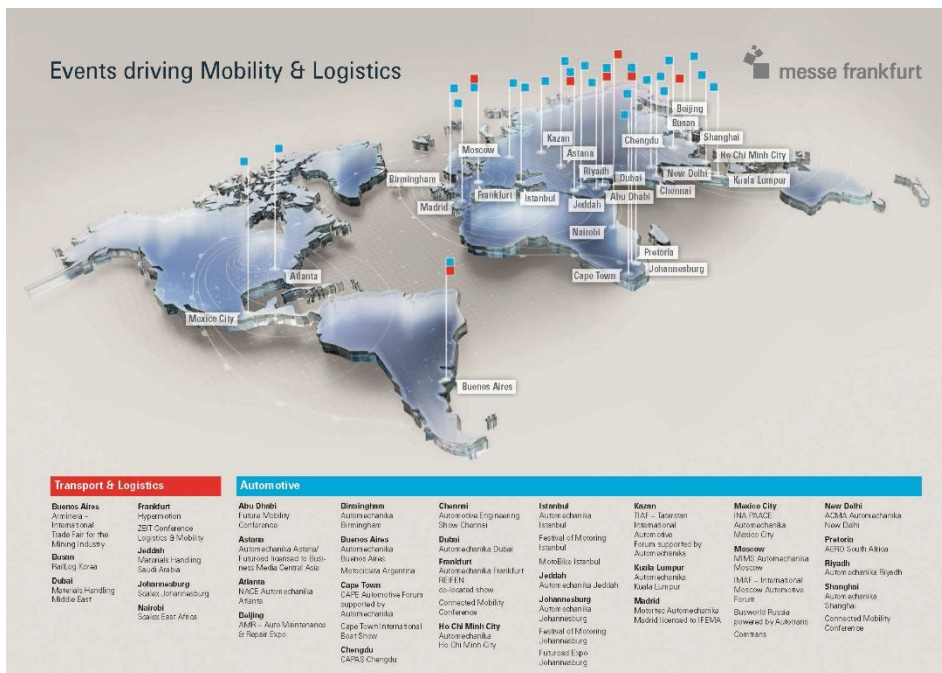 Events driving Mobility & Logistics
messe frankfurt
Beijing
Busan
Kazan
Chengdu
Shanghai
Moscow
Astana
Ho Chi Minh City
Riyadh
New Delhi
Birmingham
Dubai
Kuala Lumpur
Frankfurt
Chennai
Istanbul
Abu Dhabi
Madrid
Jeddah
Nairobi
Pretoria
Cape Town
Johannesburg
Atlanta
Mexico City
Buenos Aires
Transport & Logistics
Buenos Aires
Arminera –
International
Trade Fair for the
Mining Industry
Busan
RailLog Korea
Dubai
Materials Handling
Middle East
Frankfurt
Hypermotion
ZEIT Conference
Logistics & Mobility
Jeddah
Materials Handling
Saudi Arabia
Johannesburg
Scalex Johannesburg
Nairobi
Scalex East Africa
Automotive
Abu Dhabi
Future Mobility
Conference
Astana
Automechanika Astana/
Futuroad licensed to Busi-
ness Media Central Asia
Atlanta
NACE Automechanika
Atlanta
Beijing
AMR – Auto Maintenance
& Repair Expo
Birmingham
Automechanika
Birmingham
Buenos Aires
Automechanika
Buenos Aires
Motociclata Argentina
Cape Town
CAPE Automotive Forum
supported by
Automechanika
Cape Town International
Boat Show
Chengdu
CAPAS Chengdu
Chennai
Automotive Engineering
Show Chennai
Dubai
Automechanika Dubai
Frankfurt
Automechanika Frankfurt
REIFEN
co-located show
Connected Mobility
Conference
Ho Chi Minh City
Automechanika
Ho Chi Minh City
Istanbul
Automechanika
Istanbul
Festival of Motoring
Istanbul
MotoBike Istanbul
Jeddah
Automechanika Jeddah
Johannesburg
Automechanika
Johannesburg
Festival of Motoring
Johannesburg
Futuroad Expo
Johannesburg
Kazan
TIAF – Tatarstan
International
Automotive
Forum supported by
Automechanika
Kuala Lumpur
Automechanika
Kuala Lumpur
Madrid
Motortec Automechanika
Madrid licensed to IFEMA
Mexico City
INA PAACE
Automechanika
Mexico City
Moscow
MIMS Automechanika
Moscow
IMAF – International
Moscow Automotive
Forum
Busworld Russia
powered by Autotrans
Comtrans
New Delhi
ACMA Automechanika
New Delhi
Pretoria
AERO South Africa
Riyadh
Automechanika Riyadh
Shanghai
Automechanika
Shanghai
Connected Mobility
Conference